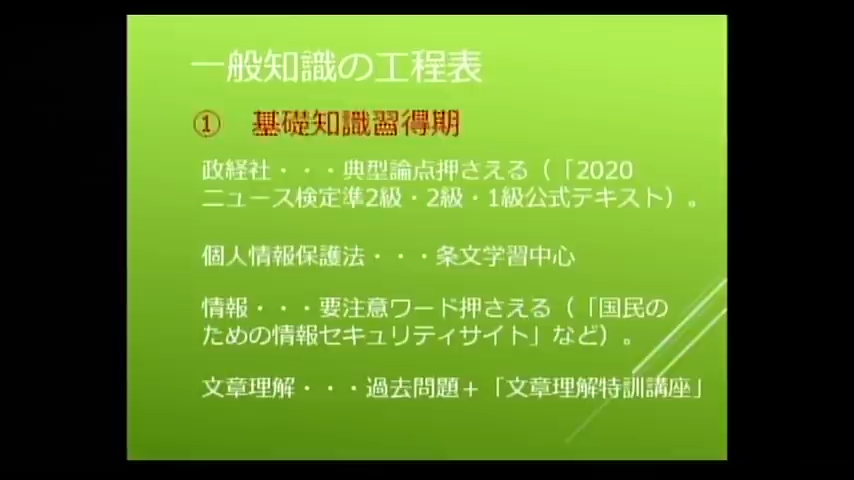 一般知識の工程表
① 基礎知識習得期
政経社・・・典型論点押さえる（「2020
ニュース検定準2級・2級・1級公式テキスト）。
個人情報保護法・・・条文学習中心
情報・・・要注意ワード押さえる（「国民の
ための情報セキュリティサイト」など）。
文章理解・・・過去問題＋「文章理解特訓講座」